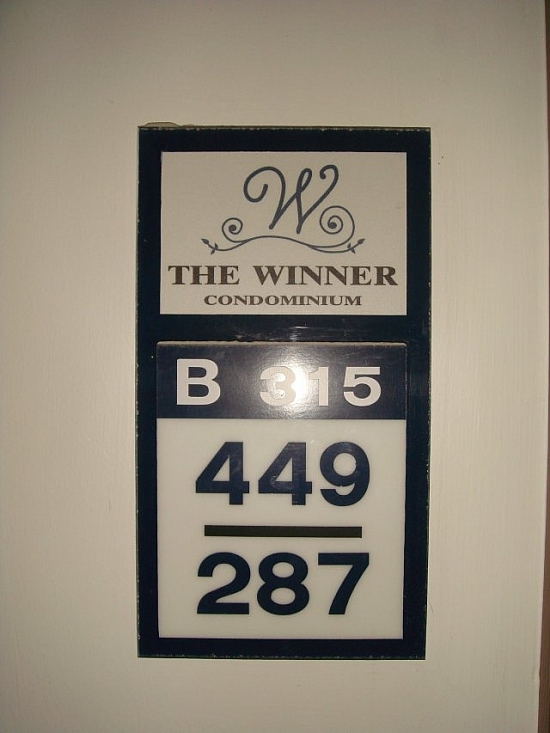 W
THE WINNER
CONDOMINIUM
B 315
449
287